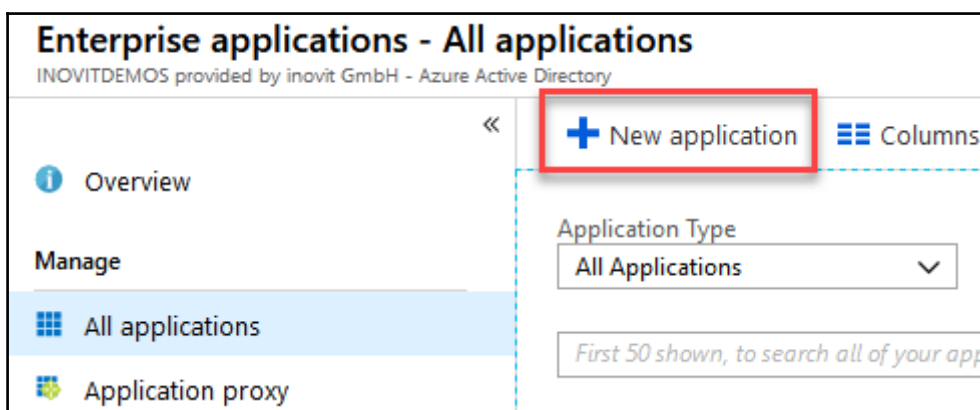 Enterprise applications - All applications
INOVITDEMOS provided by inovit GmbH - Azure Active Directory
«
New application
Columns
Overview
Application Type
Manage
All Applications
All applications
First 50 shown, to search all of your
Application proxy